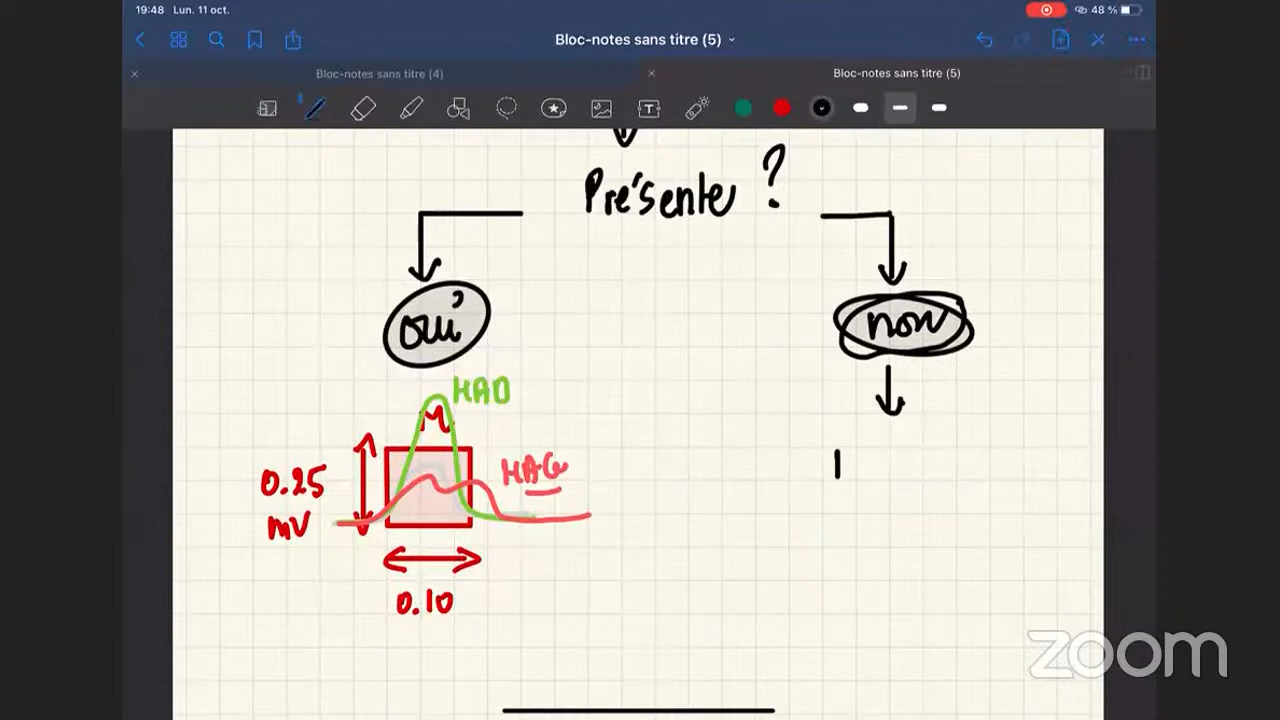 19:48 Lun. 11 oct.
48 %
Bloc-notes sans titre (5)
Bloc-notes sans titre (4)
Bloc-notes sans titre (5)
Présente ?
oui
non
HAD
M
HAG
0.25
mV
0.10
zoom